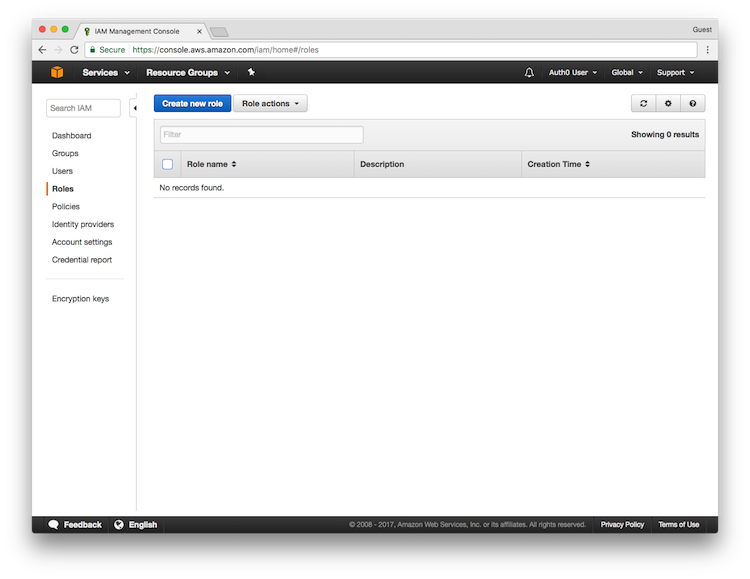 IAM Management Console
Guest
Secure https://console.aws.amazon.com/iam/home#/roles
Services Resource Groups Auth0 User Global Support
Search IAM
Dashboard
Groups
Users
Roles
Policies
Identity providers
Account settings
Credential report
Encryption keys
Create new role Role actions
Filter Showing 0 results
Role name Description Creation Time
No records found.
Feedback English © 2008 - 2017, Amazon Web Services, Inc. or its affiliates. All rights reserved. Privacy Policy Terms of Use